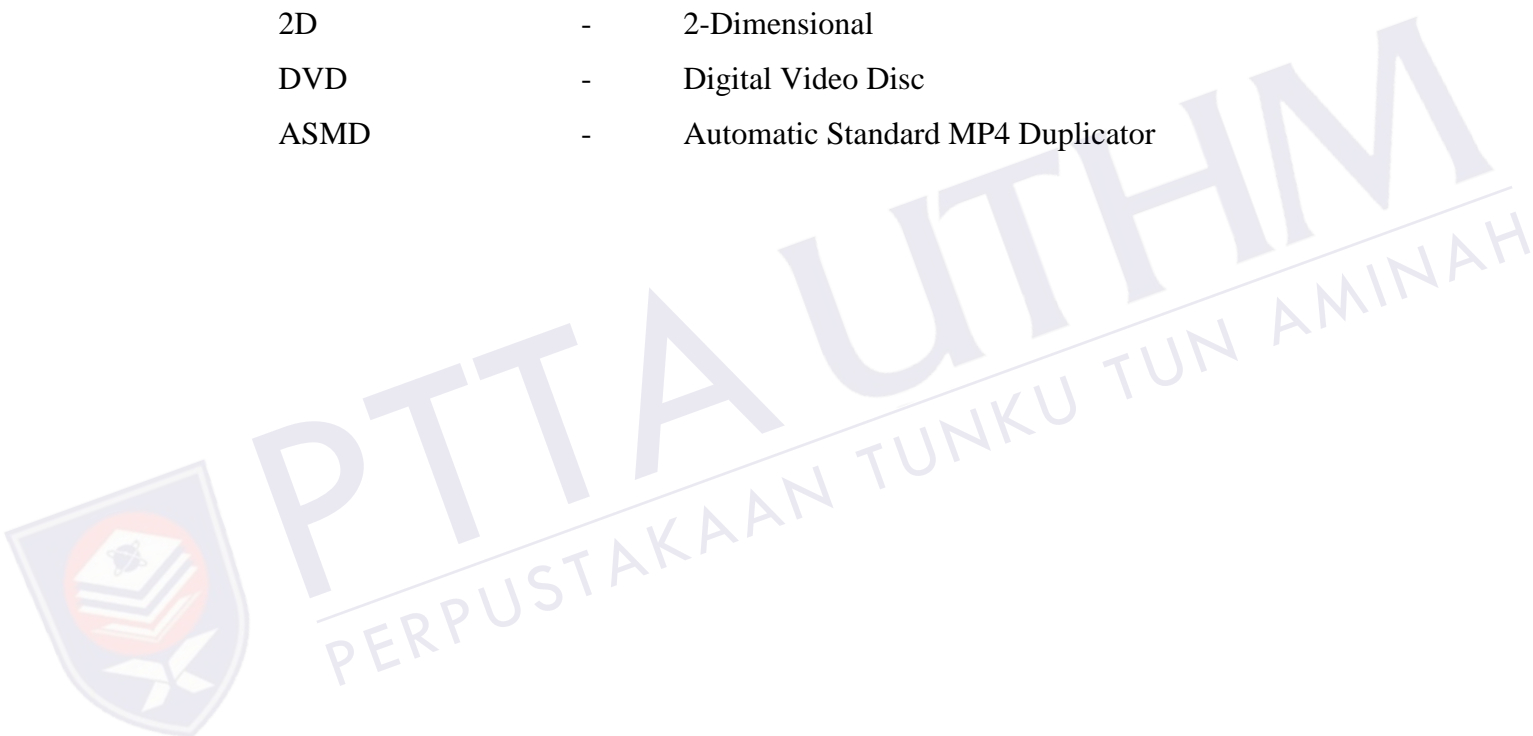 2D - 2-Dimensional
DVD - Digital Video Disc
ASMD - Automatic Standard MP4 Duplicator
PTTA UTHM
PERPUSTAKAAN TUNKU TUN AMINAH